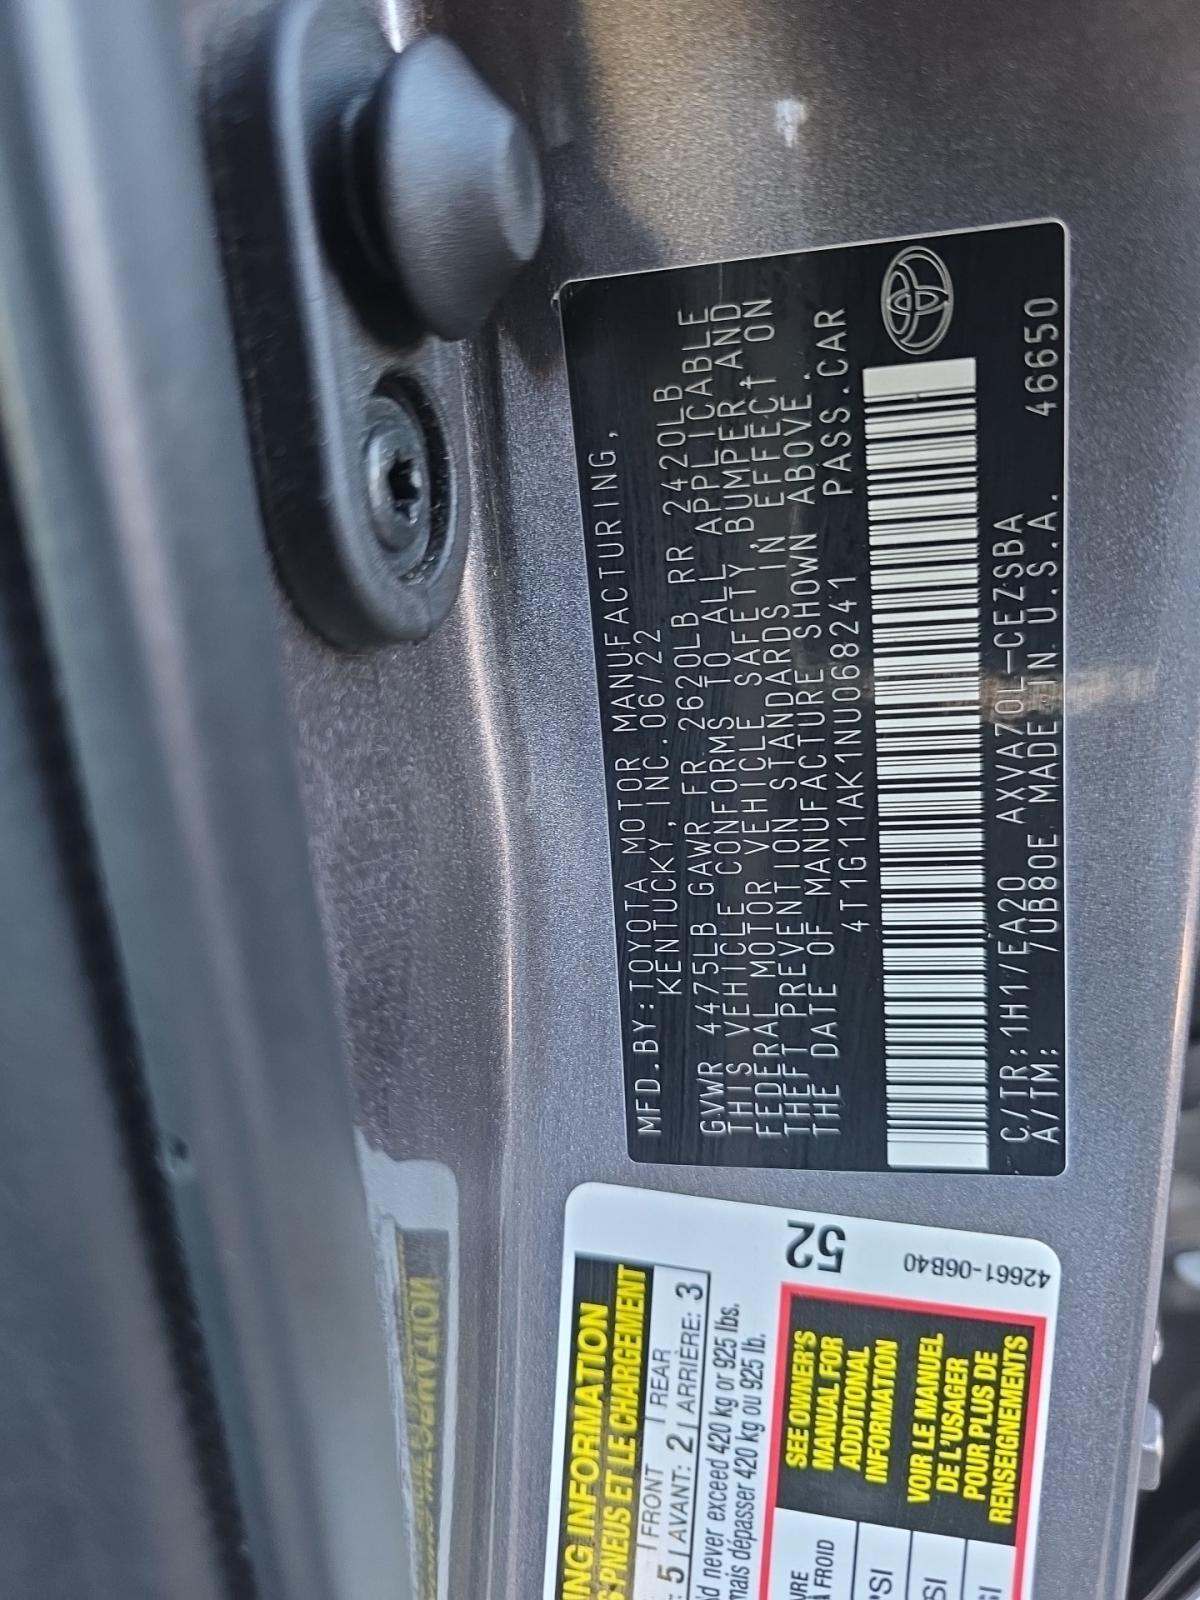 MFD.BY:TOYOTA MOTOR MANUFACTURING,
KENTUCKY,INC.06/22
GVWR 4475LB GAWR FR 2620LB RR 2420LB
THIS VEHICLE CONFORMS TO ALL APPLICABLE
FEDERAL MOTOR VEHICLE SAFETY,BUMPER,AND
THEFT PREVENTION STANDARDS IN EFFECT ON
THE DATE OF MANUFACTURE SHOWN ABOVE.
4T1G11AK1NU068241 PASS.CAR
C/TR:1H1/EA20 AXVA70L-CEZSBA
A/TM: /UB80E MADE IN U.S.A. 46650
ING INFORMATION
PNEUS ET LE CHARGEMENT
5 FRONT AVANT: 2 REAR ARRIÈRE: 3
never exceed 420 kg or 925 lbs.
dépasser 420 kg ou 925 lb.
52
42661-06B40
SEE OWNER'S
MANUAL FOR
ADDITIONAL
INFORMATION
VOIR LE MANUEL
DE L'USAGER
POUR PLUS DE
RENSEIGNEMENTS
FROID